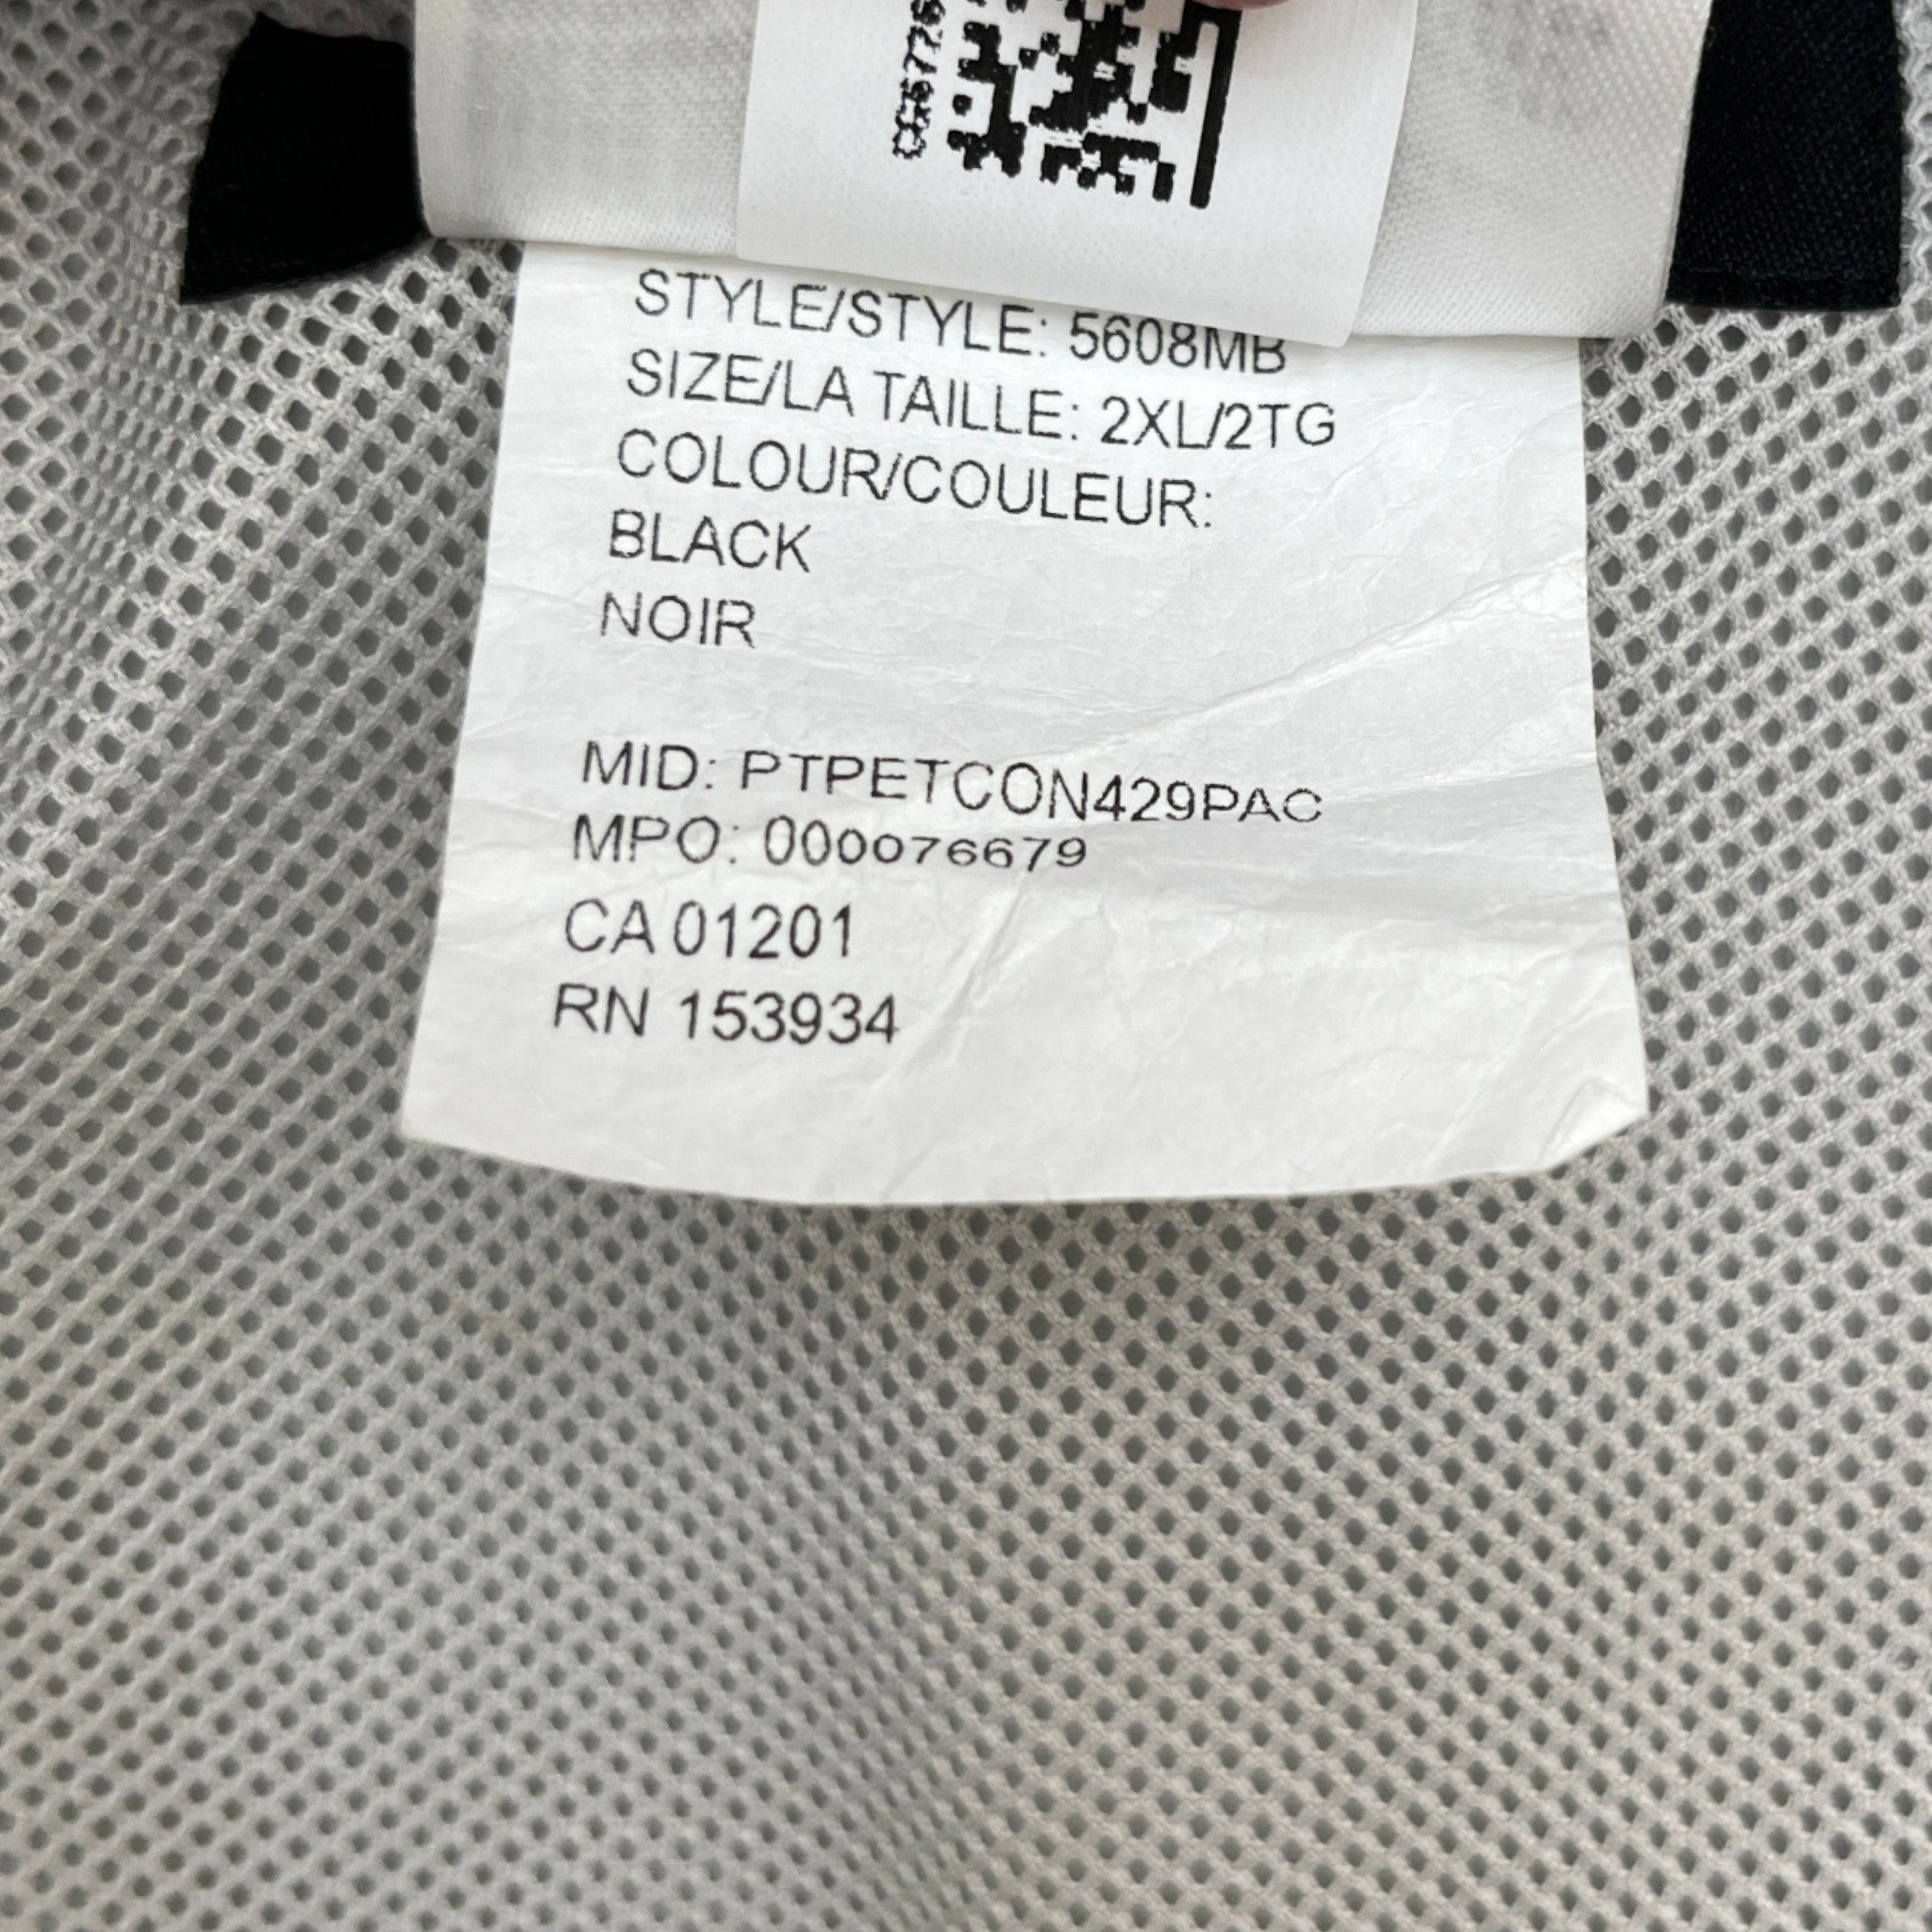 STYLE/STYLE: 5608MB
SIZE/LA TAILLE: 2XL/2TG
COLOUR/COULEUR:
BLACK
NOIR
MID: PTPETCON429PAC
MPO: 000076679
CA 01201
RN 153934